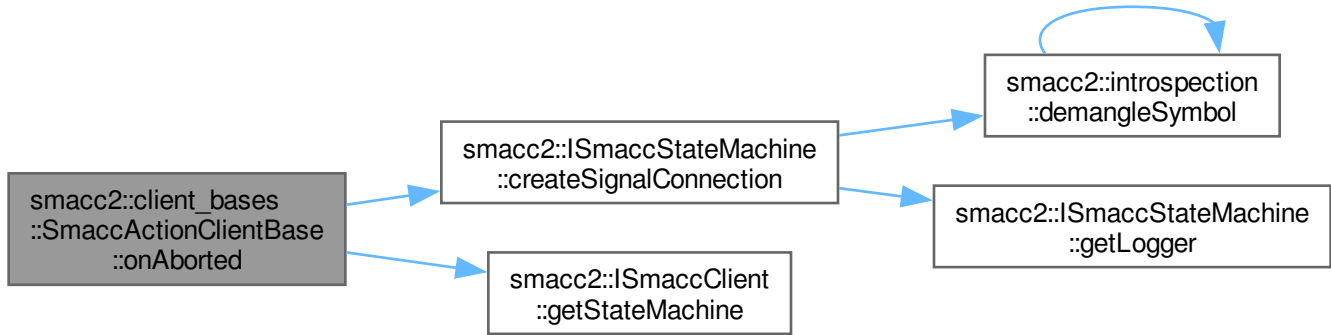 smacc2::client_bases
::SmaccActionClientBase
::onAborted
smacc2::ISmaccStateMachine
::createSignalConnection
smacc2::ISmaccClient
::getStateMachine
smacc2::introspection
::demangleSymbol
smacc2::ISmaccStateMachine
::getLogger